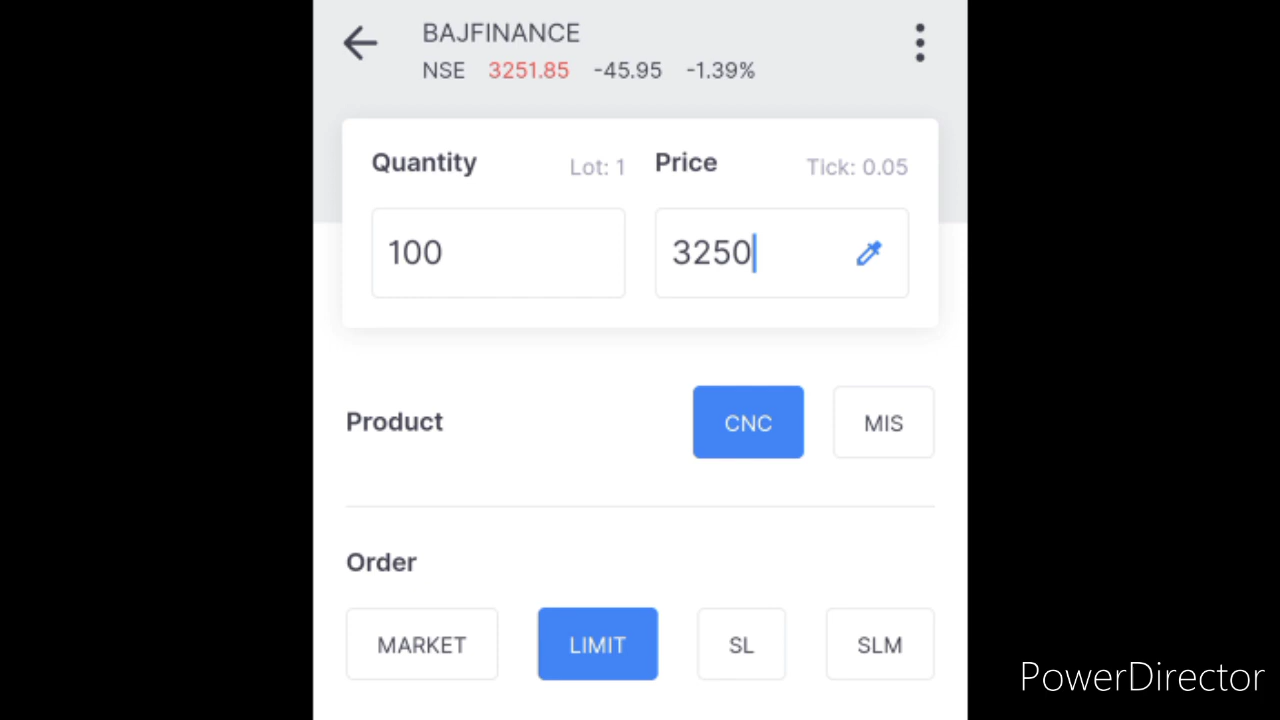 BAJFINANCE
NSE 3251.85 -45.95 -1.39%
Quantity Lot: 1 Price Tick: 0.05
100 3250
Product CNC MIS
Order
MARKET LIMIT SL SLM
PowerDirector